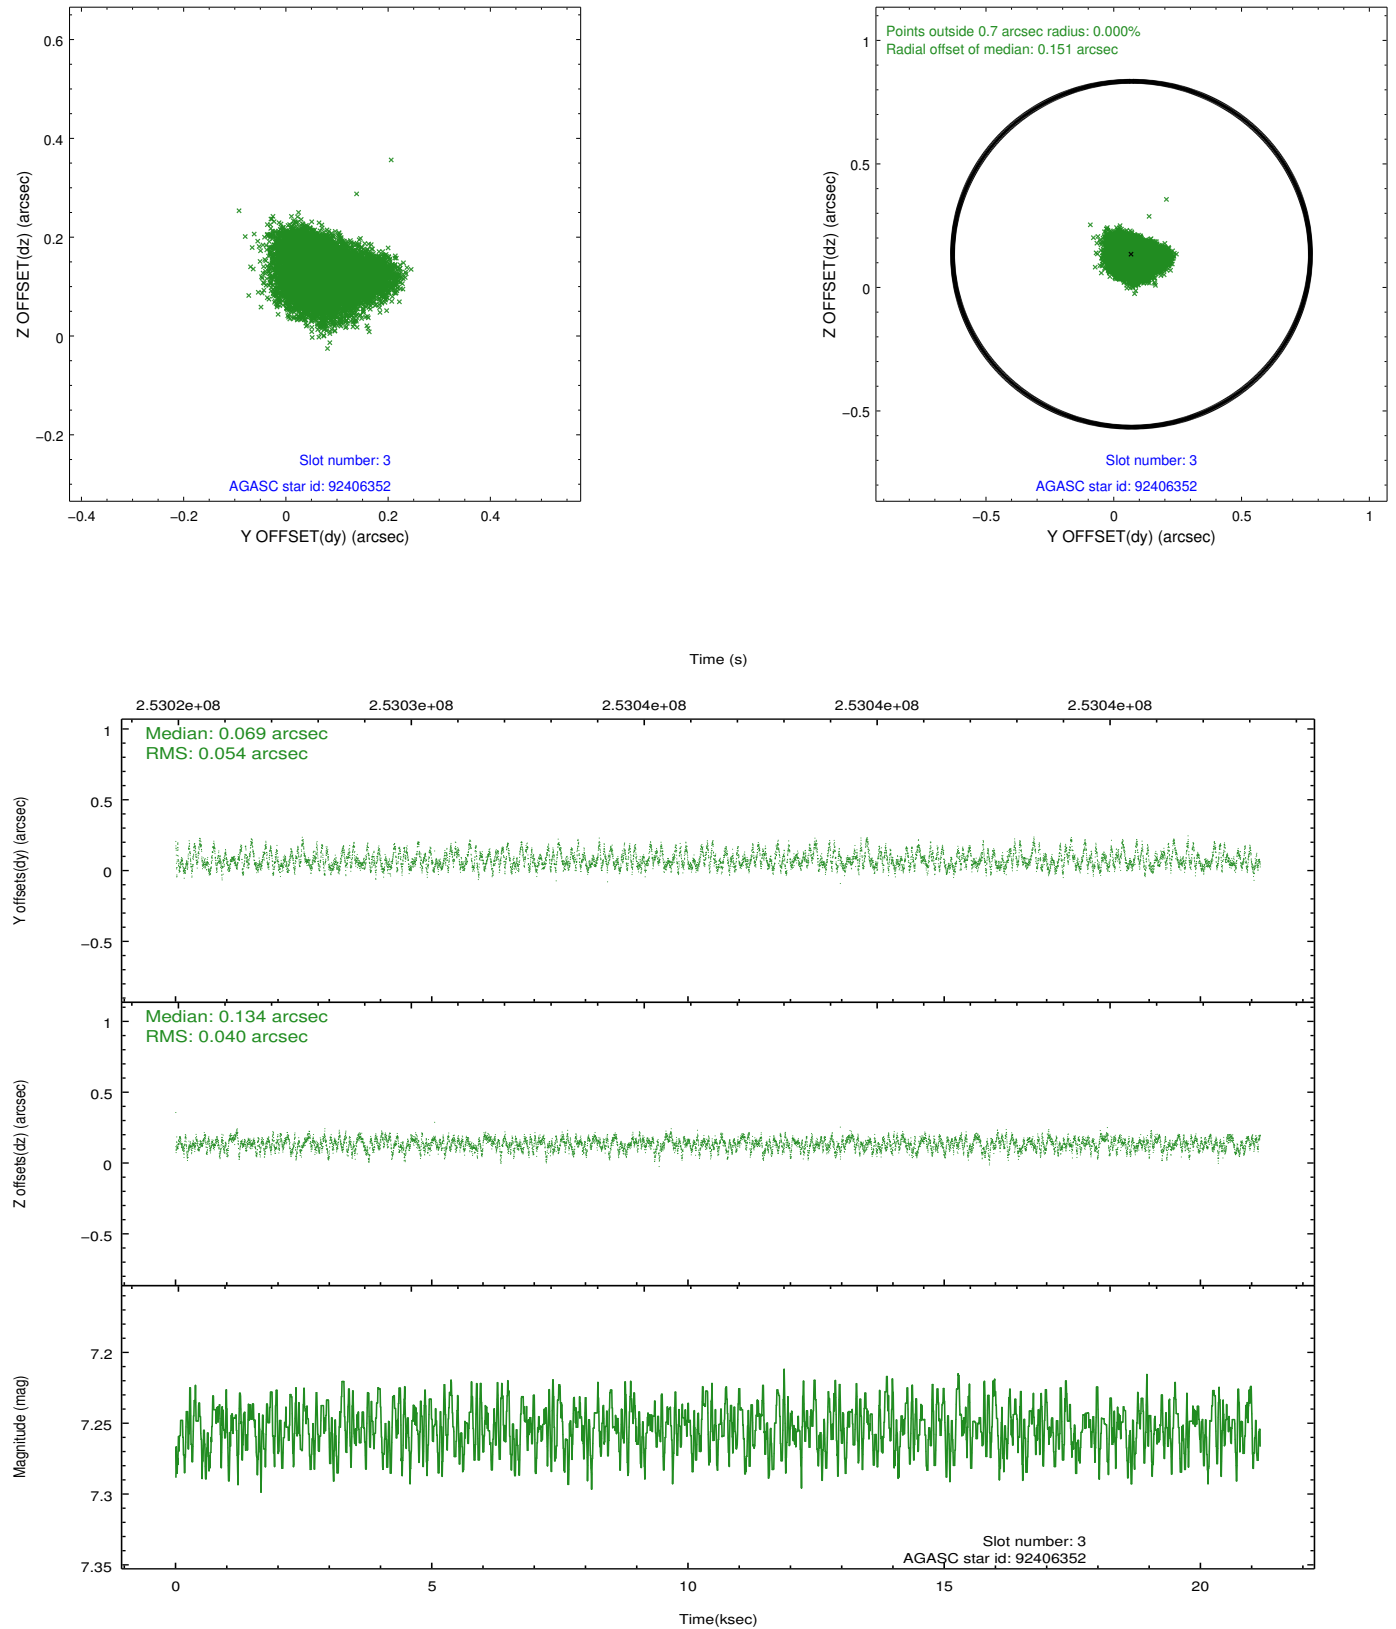 0.6
0.4
0.2
0
−0.2
Z OFFSET(dz) (arcsec)
Slot number: 3
AGASC star id: 92406352
−0.4
−0.2
0
0.2
0.4
Y OFFSET(dy) (arcsec)
Points outside 0.7 arcsec radius: 0.000%
Radial offset of median: 0.151 arcsec
1
0.5
0
−0.5
Z OFFSET(dz) (arcsec)
Slot number: 3
AGASC star id: 92406352
−0.5
0
0.5
1
Y OFFSET(dy) (arcsec)
Time (s)
2.5302e+08
2.5303e+08
2.5304e+08
2.5304e+08
2.5304e+08
Median: 0.069 arcsec
RMS: 0.054 arcsec
1
0.5
0
−0.5
Y offsets(dy) (arcsec)
Median: 0.134 arcsec
RMS: 0.040 arcsec
1
0.5
0
−0.5
Z offsets(dz) (arcsec)
7.2
7.25
7.3
7.35
Magnitude (mag)
Slot number: 3
AGASC star id: 92406352
0
5
10
15
20
Time(ksec)